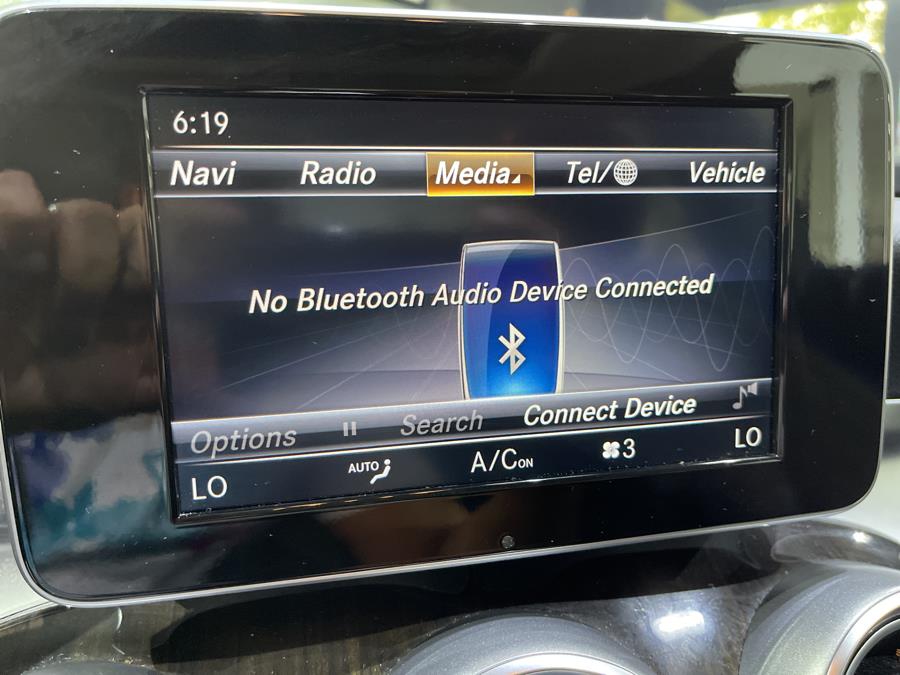 6:19
Navi Radio Media Tel/ Vehicle
No Bluetooth Audio Device Connected
Options Search Connect Device
LO AUTO A/C ON 3 LO